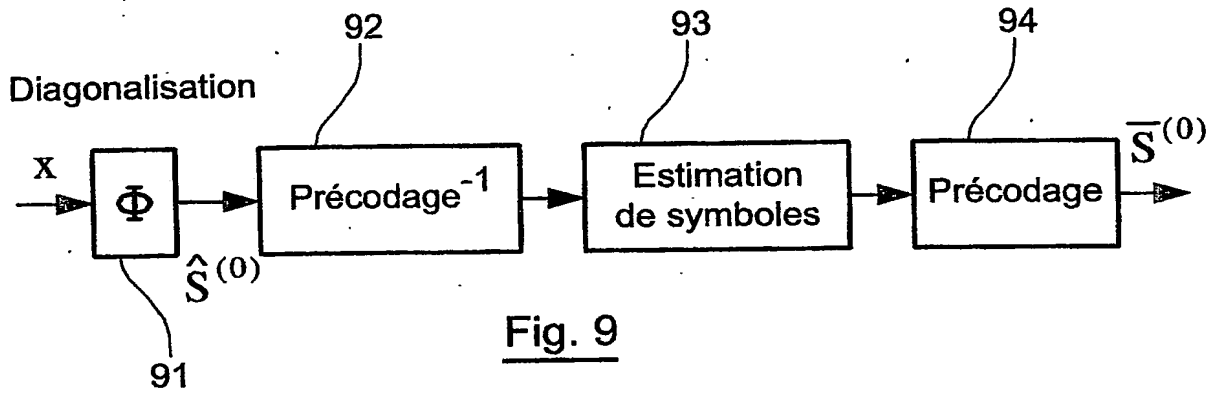 92
93
94
Diagonalisation
x
Φ
Ŝ(0)
Précodage-1
Estimation
de symboles
Précodage
S̅(0)
91
Fig. 9